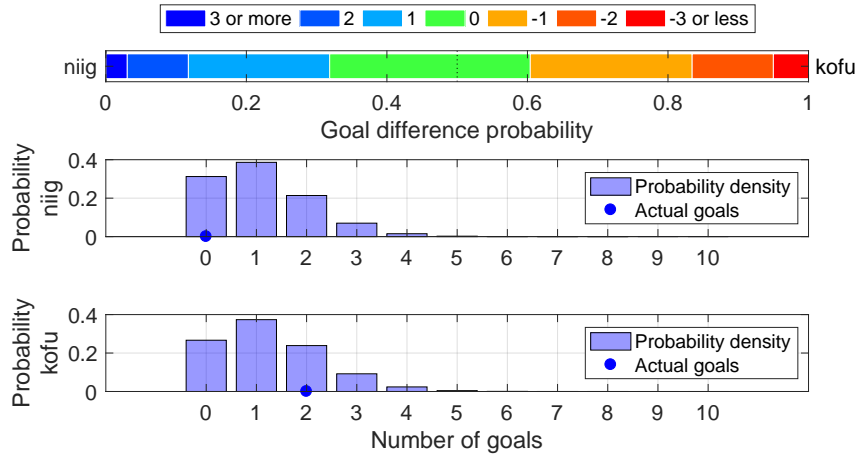 3 or more 2 1 0 -1 -2 -3 or less
niig kofu
0 0.2 0.4 0.6 0.8 1
Goal difference probability
Probability
niig
0.4
0.2
0
Probability density
Actual goals
0 1 2 3 4 5 6 7 8 9 10
Probability
kofu
0.4
0.2
0
Probability density
Actual goals
0 1 2 3 4 5 6 7 8 9 10
Number of goals